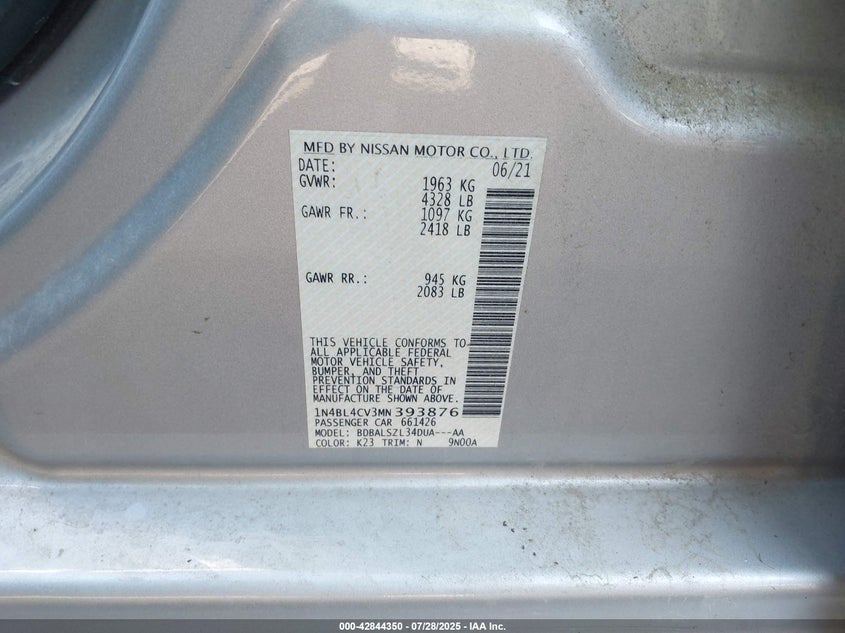 MFD BY NISSAN MOTOR CO., LTD.
DATE: 06/21
GVWR: 1963 KG
4328 LB
GAWR FR.: 1097 KG
2418 LB
GAWR RR.: 945 KG
2083 LB
THIS VEHICLE CONFORMS TO
ALL APPLICABLE FEDERAL
MOTOR VEHICLE SAFETY,
BUMPER, AND THEFT
PREVENTION STANDARDS IN
EFFECT ON THE DATE OF
MANUFACTURE SHOWN ABOVE.
1N4BL4CV3MN393876
PASSENGER CAR 661426
MODEL: BDBALSZL34DUA---AA
COLOR: K23 TRIM: N 9N00A
000-42844350 | 07/28/2025 - IAA Inc.